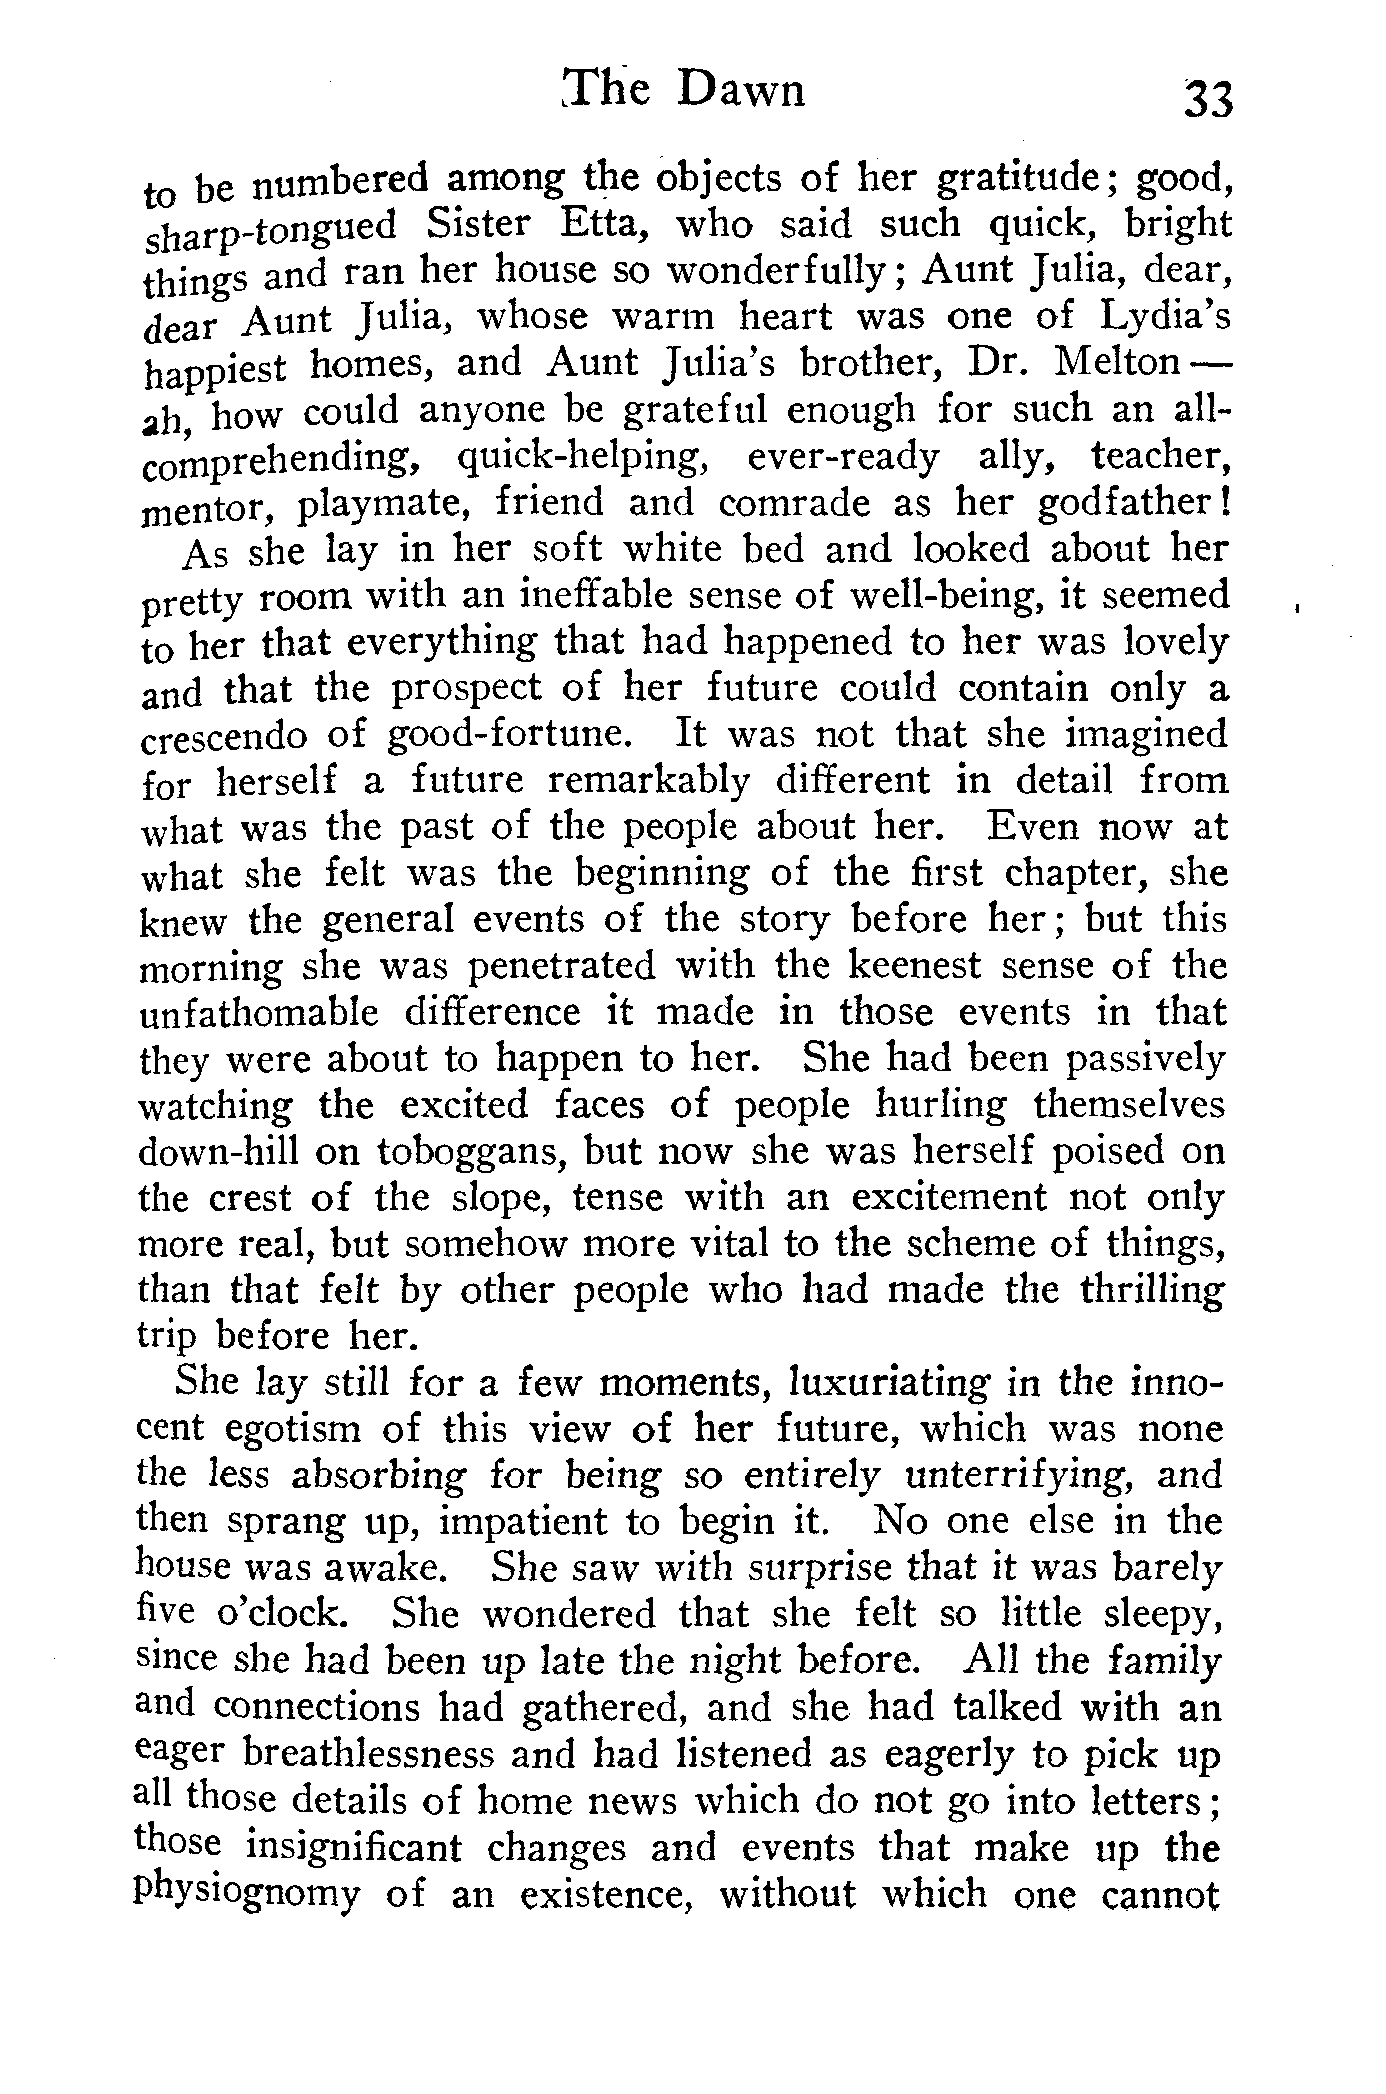 The Dawn 33
to be numbered among the objects of her gratitude; good,
sharp-tongued Sister Etta, who said such quick, bright
things and ran her house so wonderfully; Aunt Julia, dear,
dear Aunt Julia, whose warm heart was one of Lydia's
happiest homes, and Aunt Julia's brother, Dr. Melton—
ah, how could anyone be grateful enough for such an all-
comprehending, quick-helping, ever-ready ally, teacher,
mentor, playmate, friend and comrade as her godfather!
As she lay in her soft white bed and looked about her
pretty room with an ineffable sense of well-being, it seemed
to her that everything that had happened to her was lovely
and that the prospect of her future could contain only a
crescendo of good-fortune. It was not that she imagined
for herself a future remarkably different in detail from
what was the past of the people about her. Even now at
what she felt was the beginning of the first chapter, she
knew the general events of the story before her; but this
morning she was penetrated with the keenest sense of the
unfathomable difference it made in those events in that
they were about to happen to her. She had been passively
watching the excited faces of people hurling themselves
down-hill on toboggans, but now she was herself poised on
the crest of the slope, tense with an excitement not only
more real, but somehow more vital to the scheme of things,
than that felt by other people who had made the thrilling
trip before her.
She lay still for a few moments, luxuriating in the inno-
cent egotism of this view of her future, which was none
the less absorbing for being so entirely unterrifying, and
then sprang up, impatient to begin it. No one else in the
house was awake. She saw with surprise that it was barely
five o'clock. She wondered that she felt so little sleepy,
since she had been up late the night before. All the family
and connections had gathered, and she had talked with an
eager breathlessness and had listened as eagerly to pick up
all those details of home news which do not go into letters;
those insignificant changes and events that make up the
physiognomy of an existence, without which one cannot